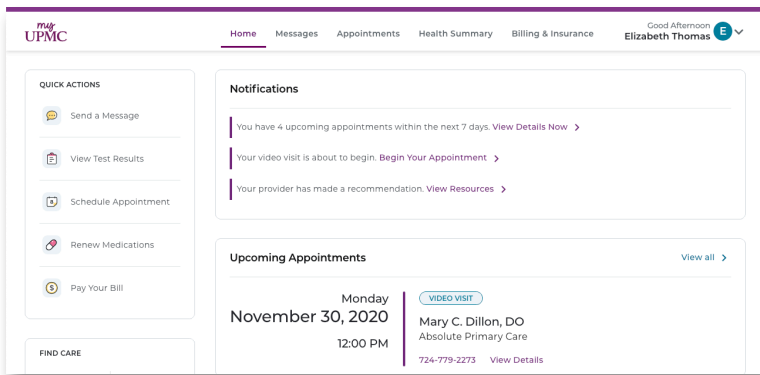 my
UPMC
Home Messages Appointments Health Summary Billing & Insurance
Good Afternoon
Elizabeth Thomas
E
QUICK ACTIONS
Send a Message
View Test Results
8
Schedule Appointment
Renew Medications
$
Pay Your Bill
FIND CARE
Notifications
You have 4 upcoming appointments within the next 7 days. View Details Now
Your video visit is about to begin. Begin Your Appointment
Your provider has made a recommendation. View Resources
Upcoming Appointments
View all
Monday
November 30, 2020
12:00 PM
VIDEO VISIT
Mary C. Dillon, DO
Absolute Primary Care
724-779-2273 View Details